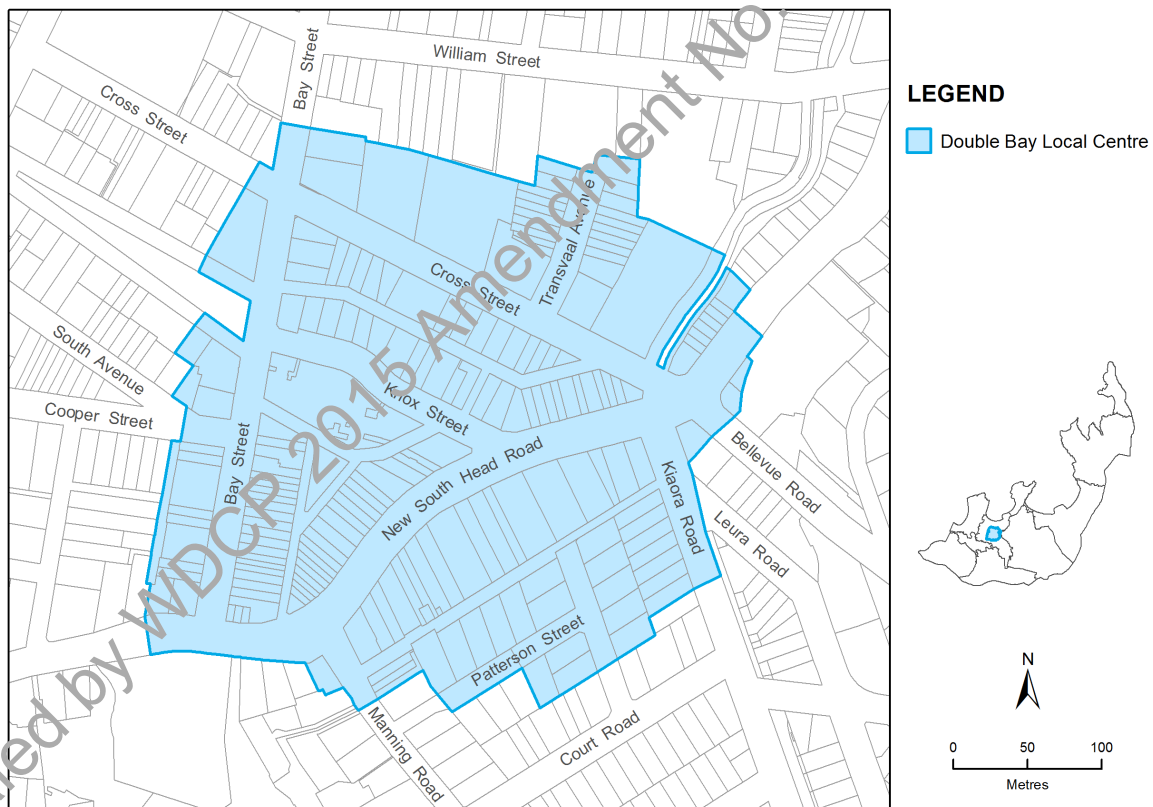 William Street
Bay Street
Cross Street
LEGEND
Double Bay Local Centre
Transvaal Avenue
Cross Street
South Avenue
Cooper Street
Knox Street
Bay Street
New South Head Road
Kiaora Road
Bellevue Road
Leura Road
Patterson Street
Manning Road
Court Road
ed by WDCP 2015 Amendment No.
N
0 50 100
Metres